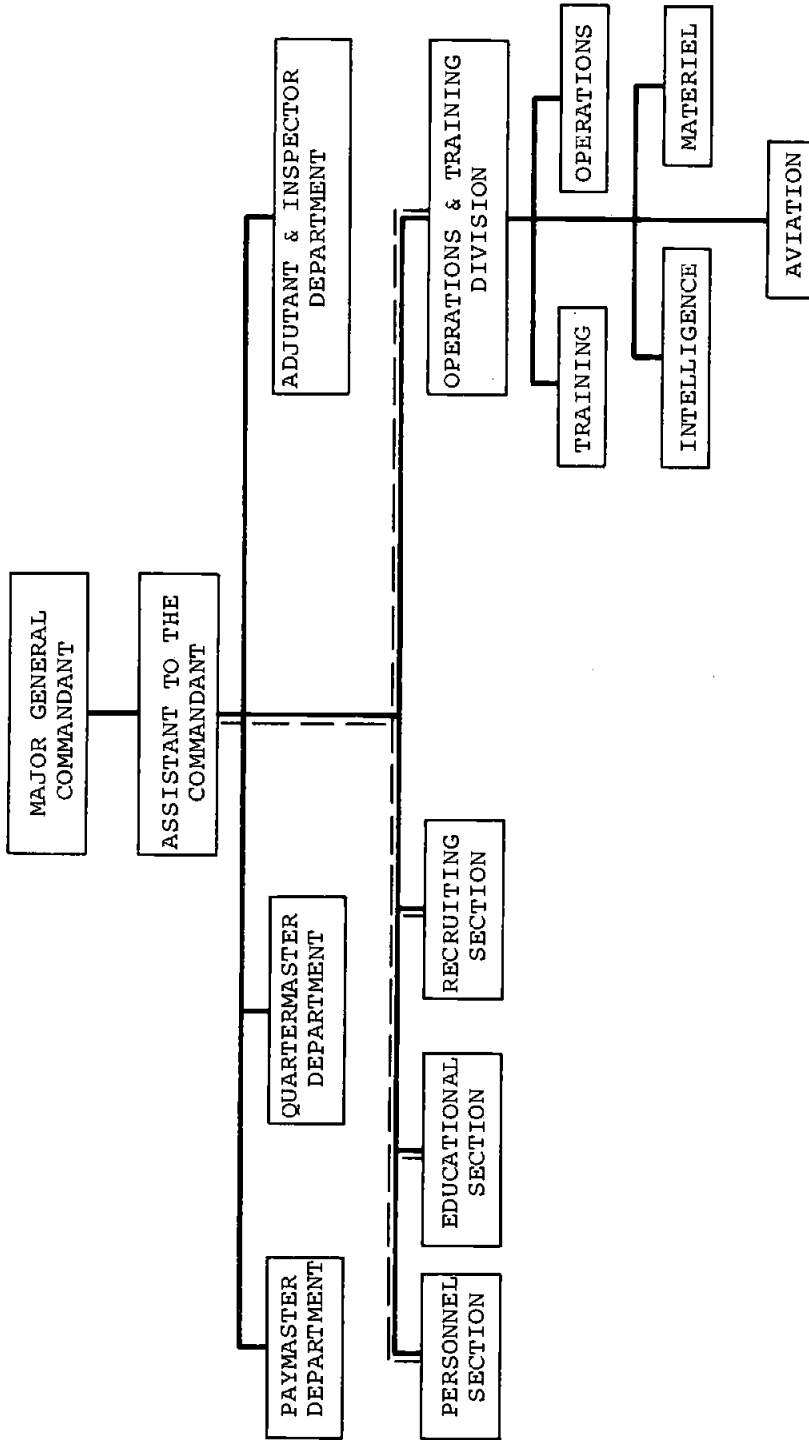 MAJOR GENERAL
COMMANDANT
ASSISTANT TO THE
COMMANDANT
PAYMASTER
DEPARTMENT
QUARTERMASTER
DEPARTMENT
ADJUTANT & INSPECTOR
DEPARTMENT
PERSONNEL
SECTION
EDUCATIONAL
SECTION
RECRUITING
SECTION
OPERATIONS & TRAINING
DIVISION
TRAINING
OPERATIONS
INTELLIGENCE
MATERIEL
AVIATION